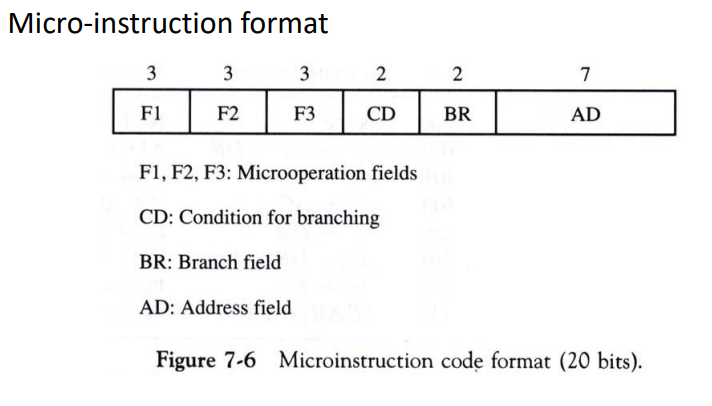 Micro-instruction format
3 3 3 2 2 7
F1 F2 F3 CD BR AD
F1, F2, F3: Microoperation fields
CD: Condition for branching
BR: Branch field
AD: Address field
Figure 7-6 Microinstruction code format (20 bits).